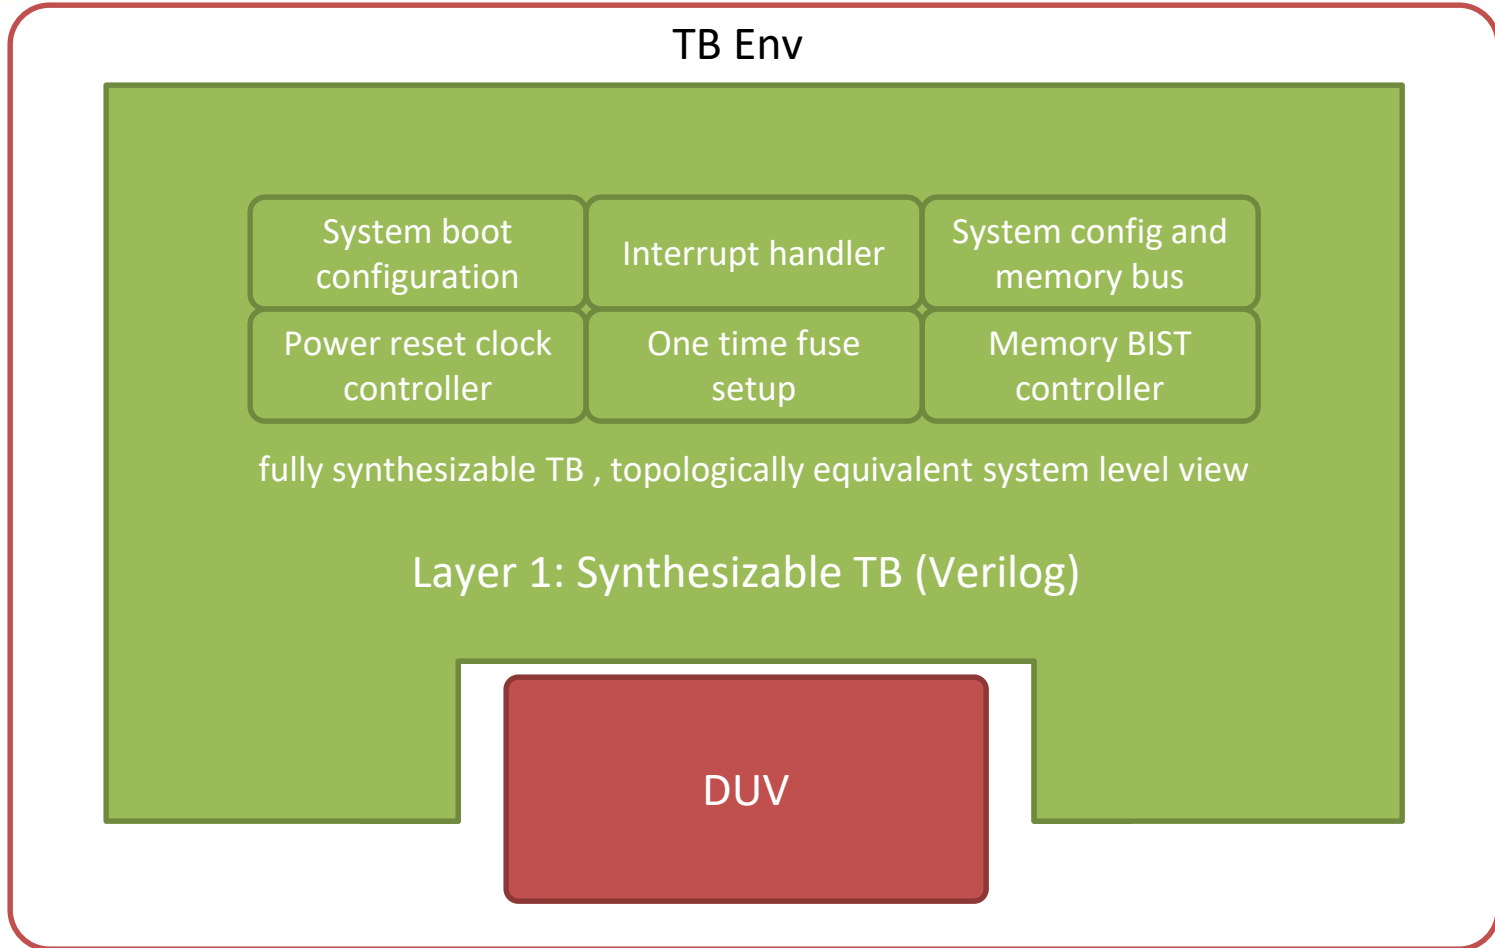 TB Env
System boot
configuration
Interrupt handler
System config and
memory bus
Power reset clock
controller
One time fuse
setup
Memory BIST
controller
fully synthesizable TB , topologically equivalent system level view
Layer 1: Synthesizable TB (Verilog)
DUV